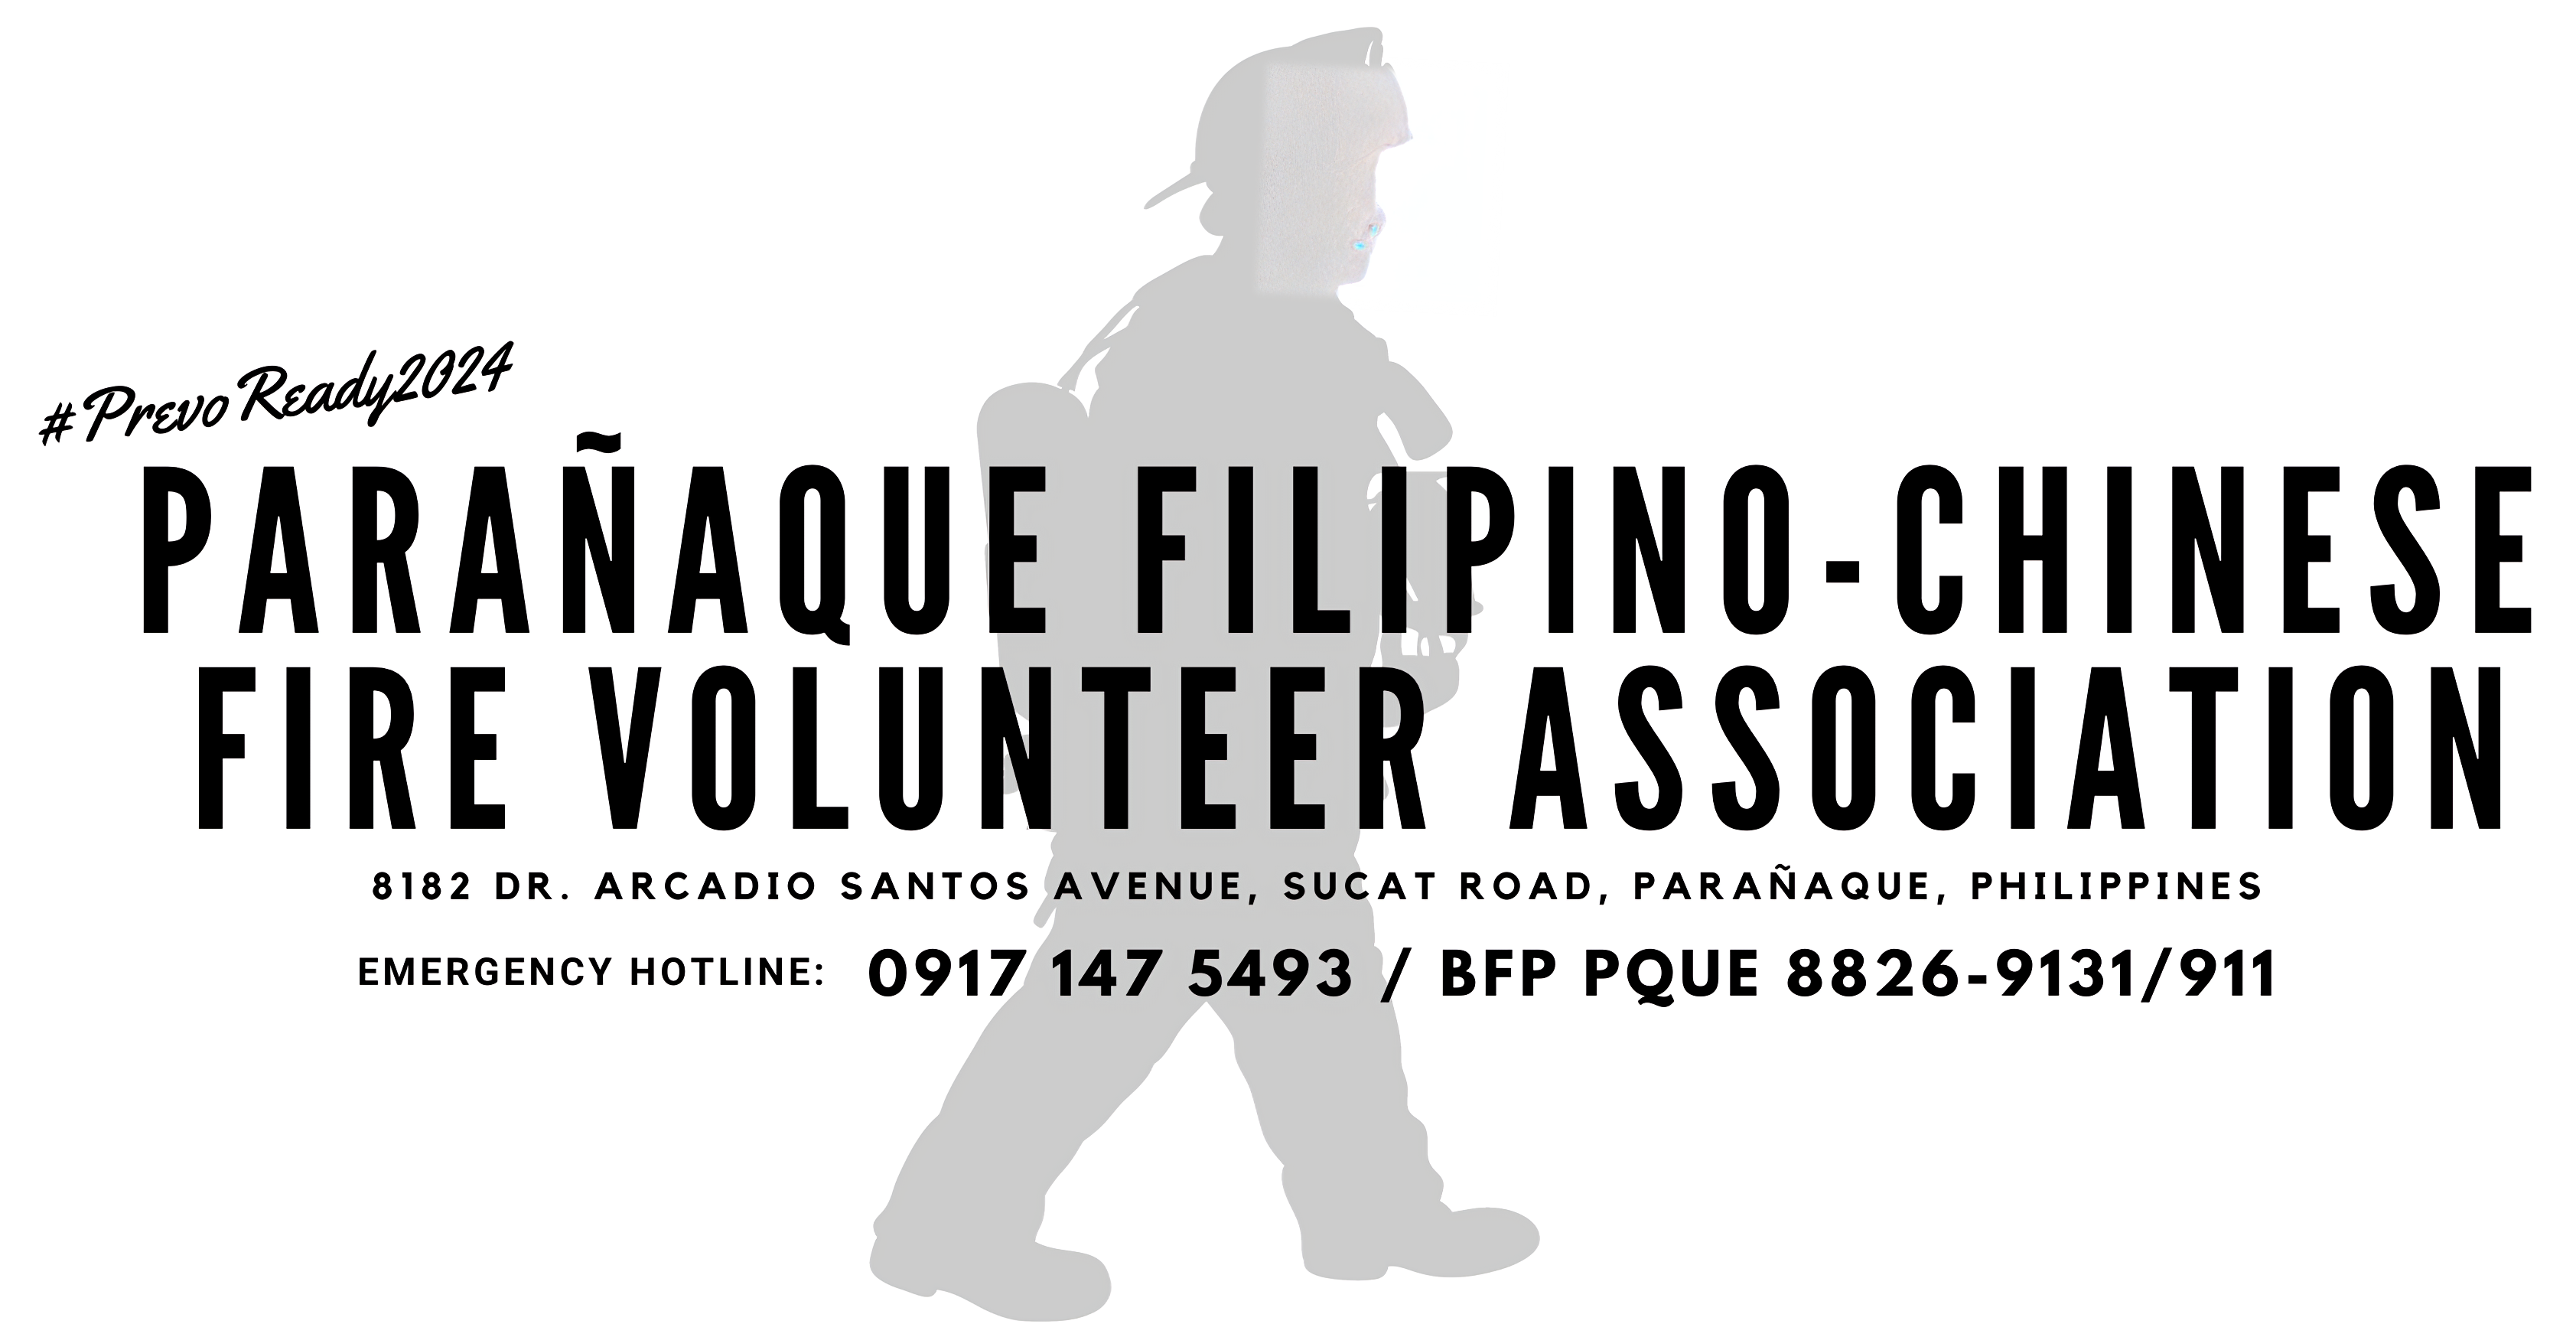 #PrevoReady2024
PARAÑAQUE FILIPINO-CHINESE
FIRE VOLUNTEER ASSOCIATION
8182 DR. ARCADIO SANTOS AVENUE, SUCAT ROAD, PARAÑAQUE, PHILIPPINES
EMERGENCY HOTLINE: 0917 147 5493 / BFP PQUE 8826-9131/911